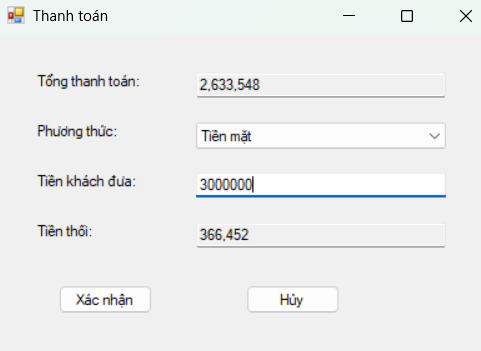 Thanh toán
Tổng thanh toán: 2,633,548
Phương thức: Tiền mặt
Tiền khách đưa: 3000000
Tiền thối: 366,452
Xác nhận Hủy